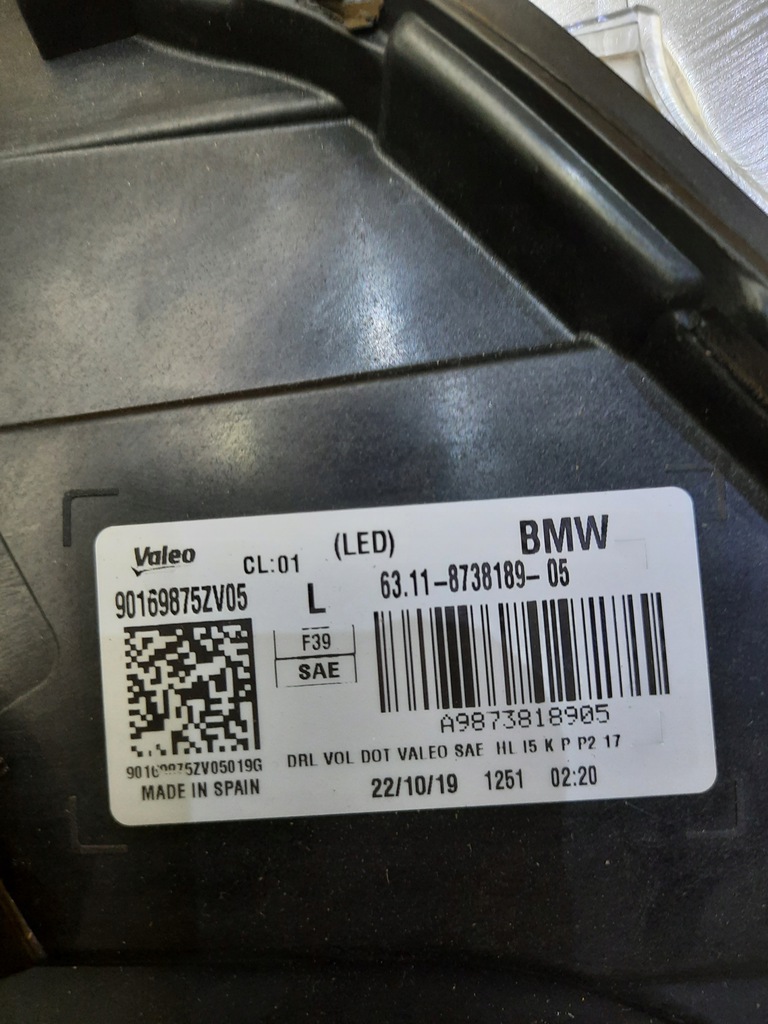 Valeo CL:01 (LED) BMW
90169875ZV05 L 63.11-8738189-05
F39
SAE
A9873818905
DRL VOL DOT VALEO SAE HL I5 K P P2 17
MADE IN SPAIN 22/10/19 1251 02:20